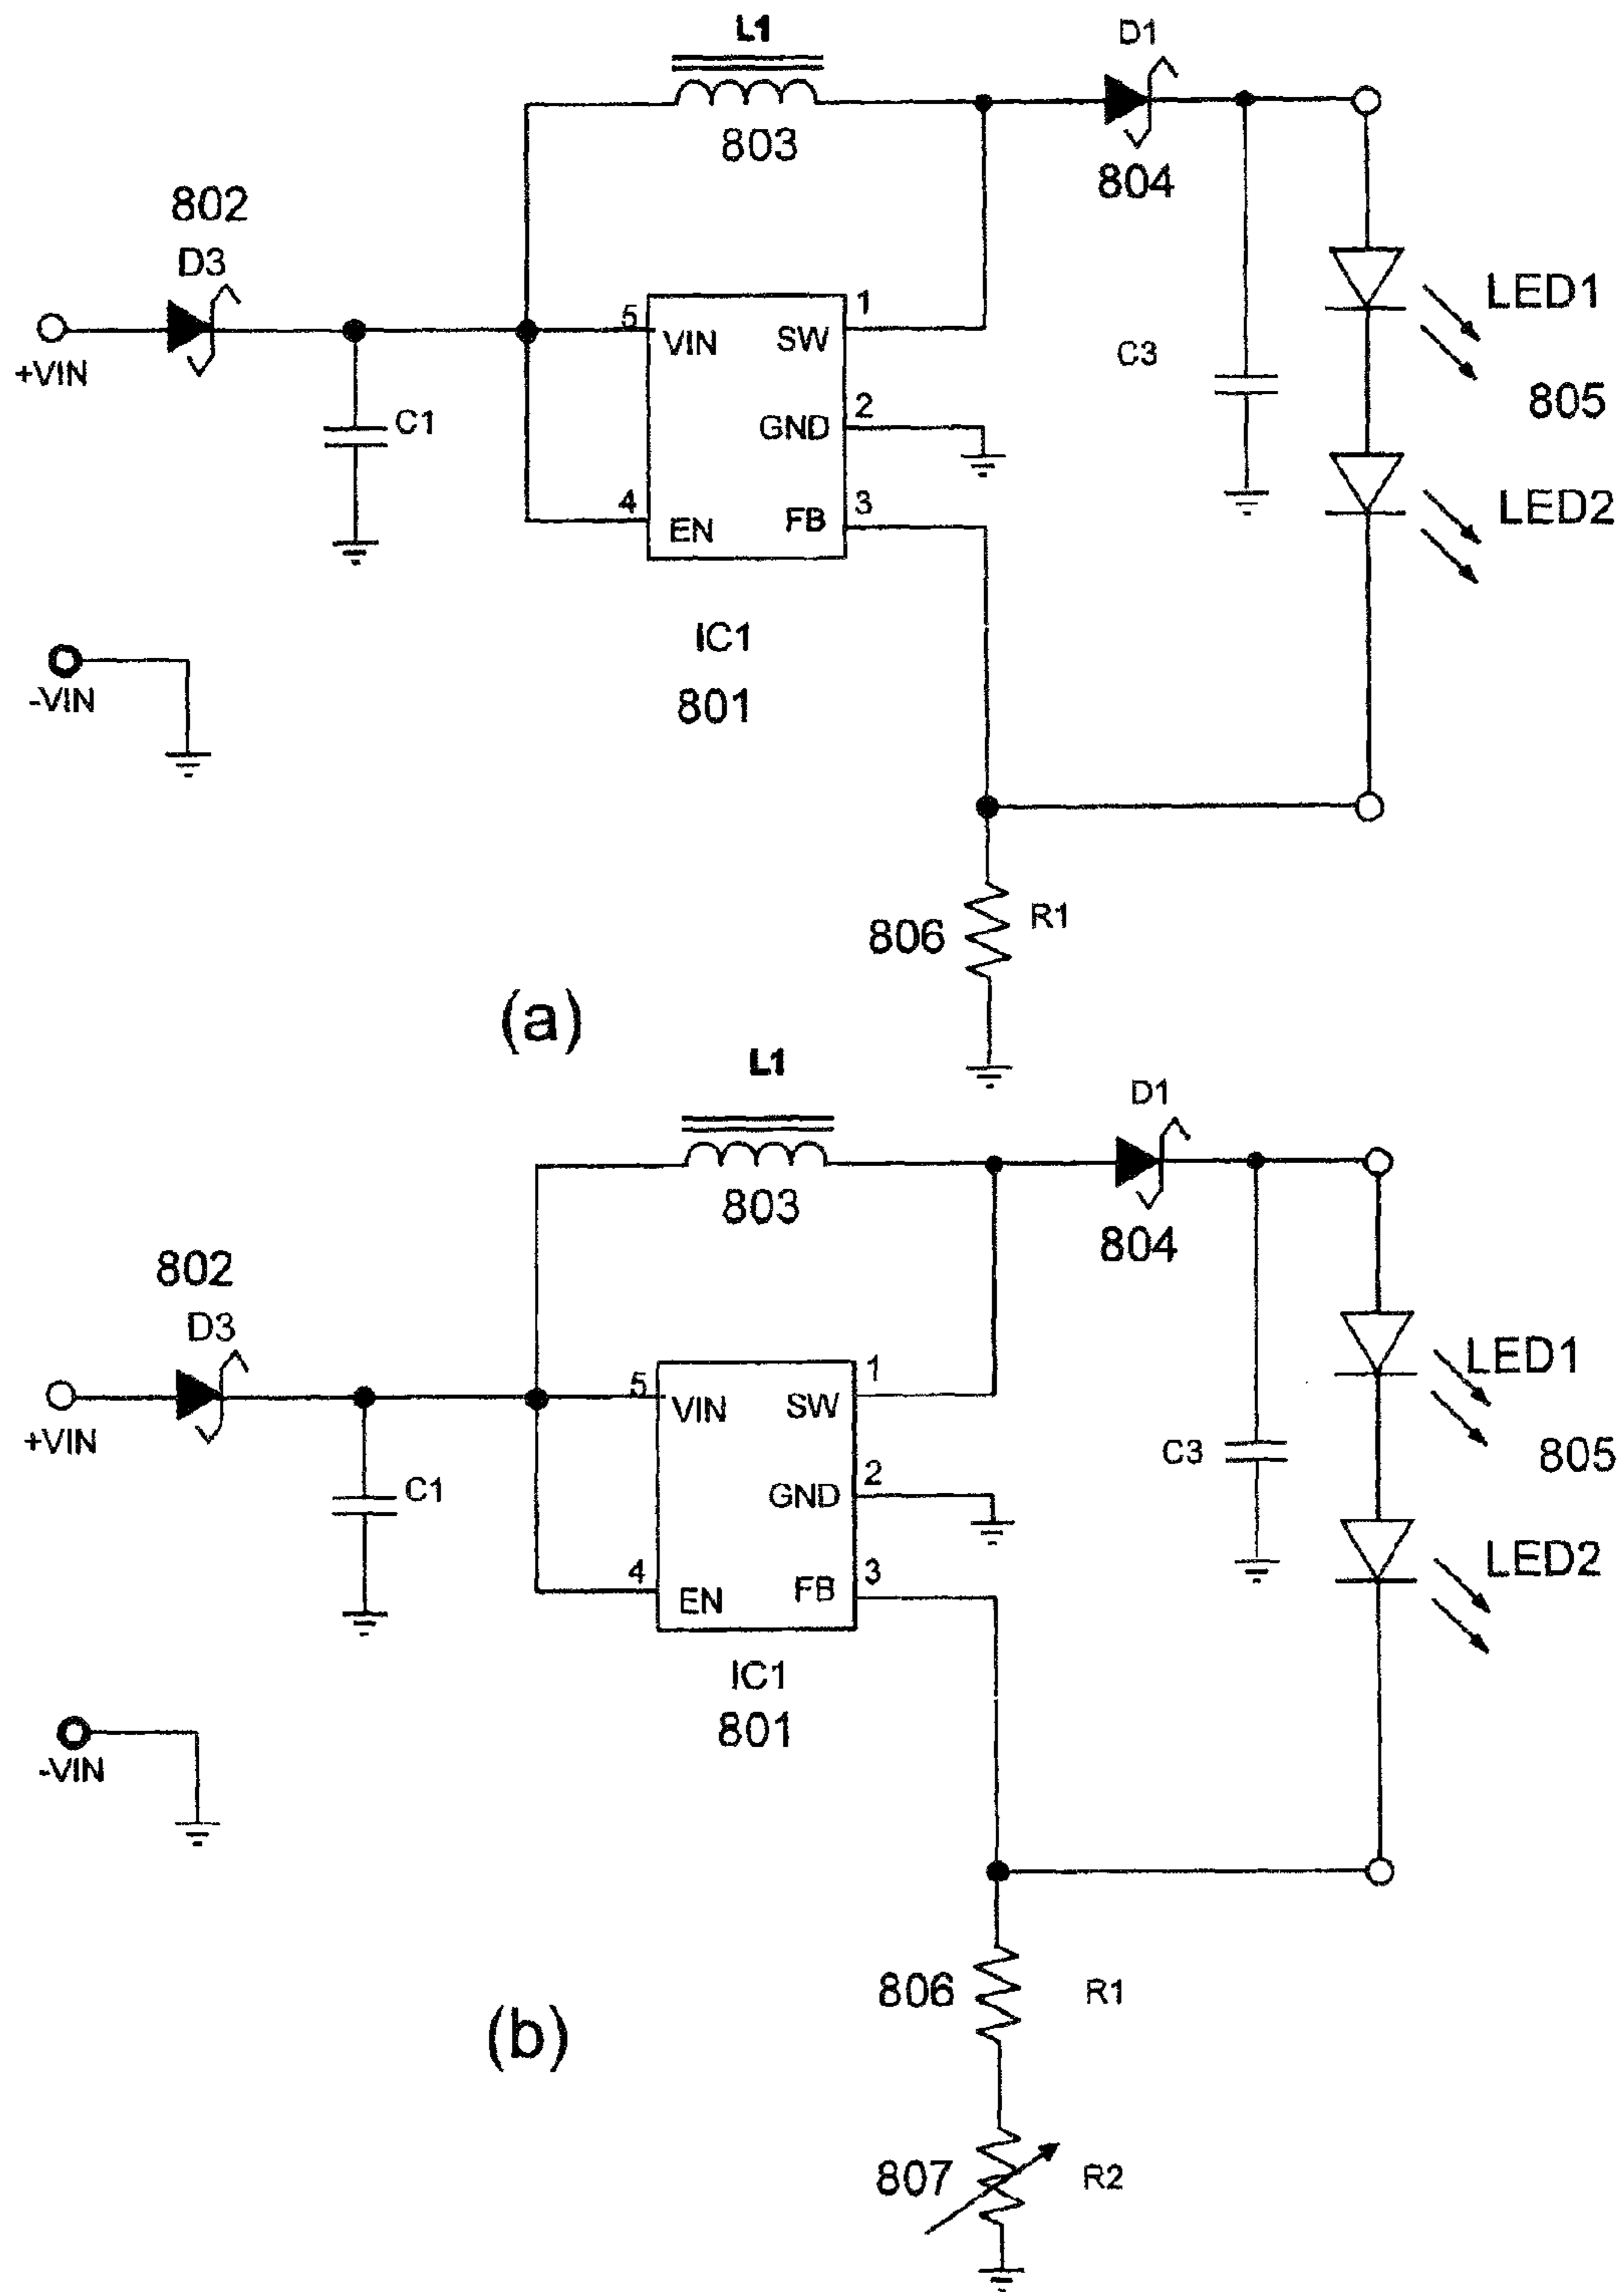 L1
D1
803
804
802
D3
+VIN
C1
5
VIN
SW
1
GND
2
4
EN
FB
3
C3
LED1
805
LED2
IC1
801
-VIN
806
R1
(a)
L1
D1
803
804
802
D3
+VIN
C1
5
VIN
SW
1
GND
2
4
EN
FB
3
C3
LED1
805
LED2
IC1
801
-VIN
806
R1
(b)
807
R2